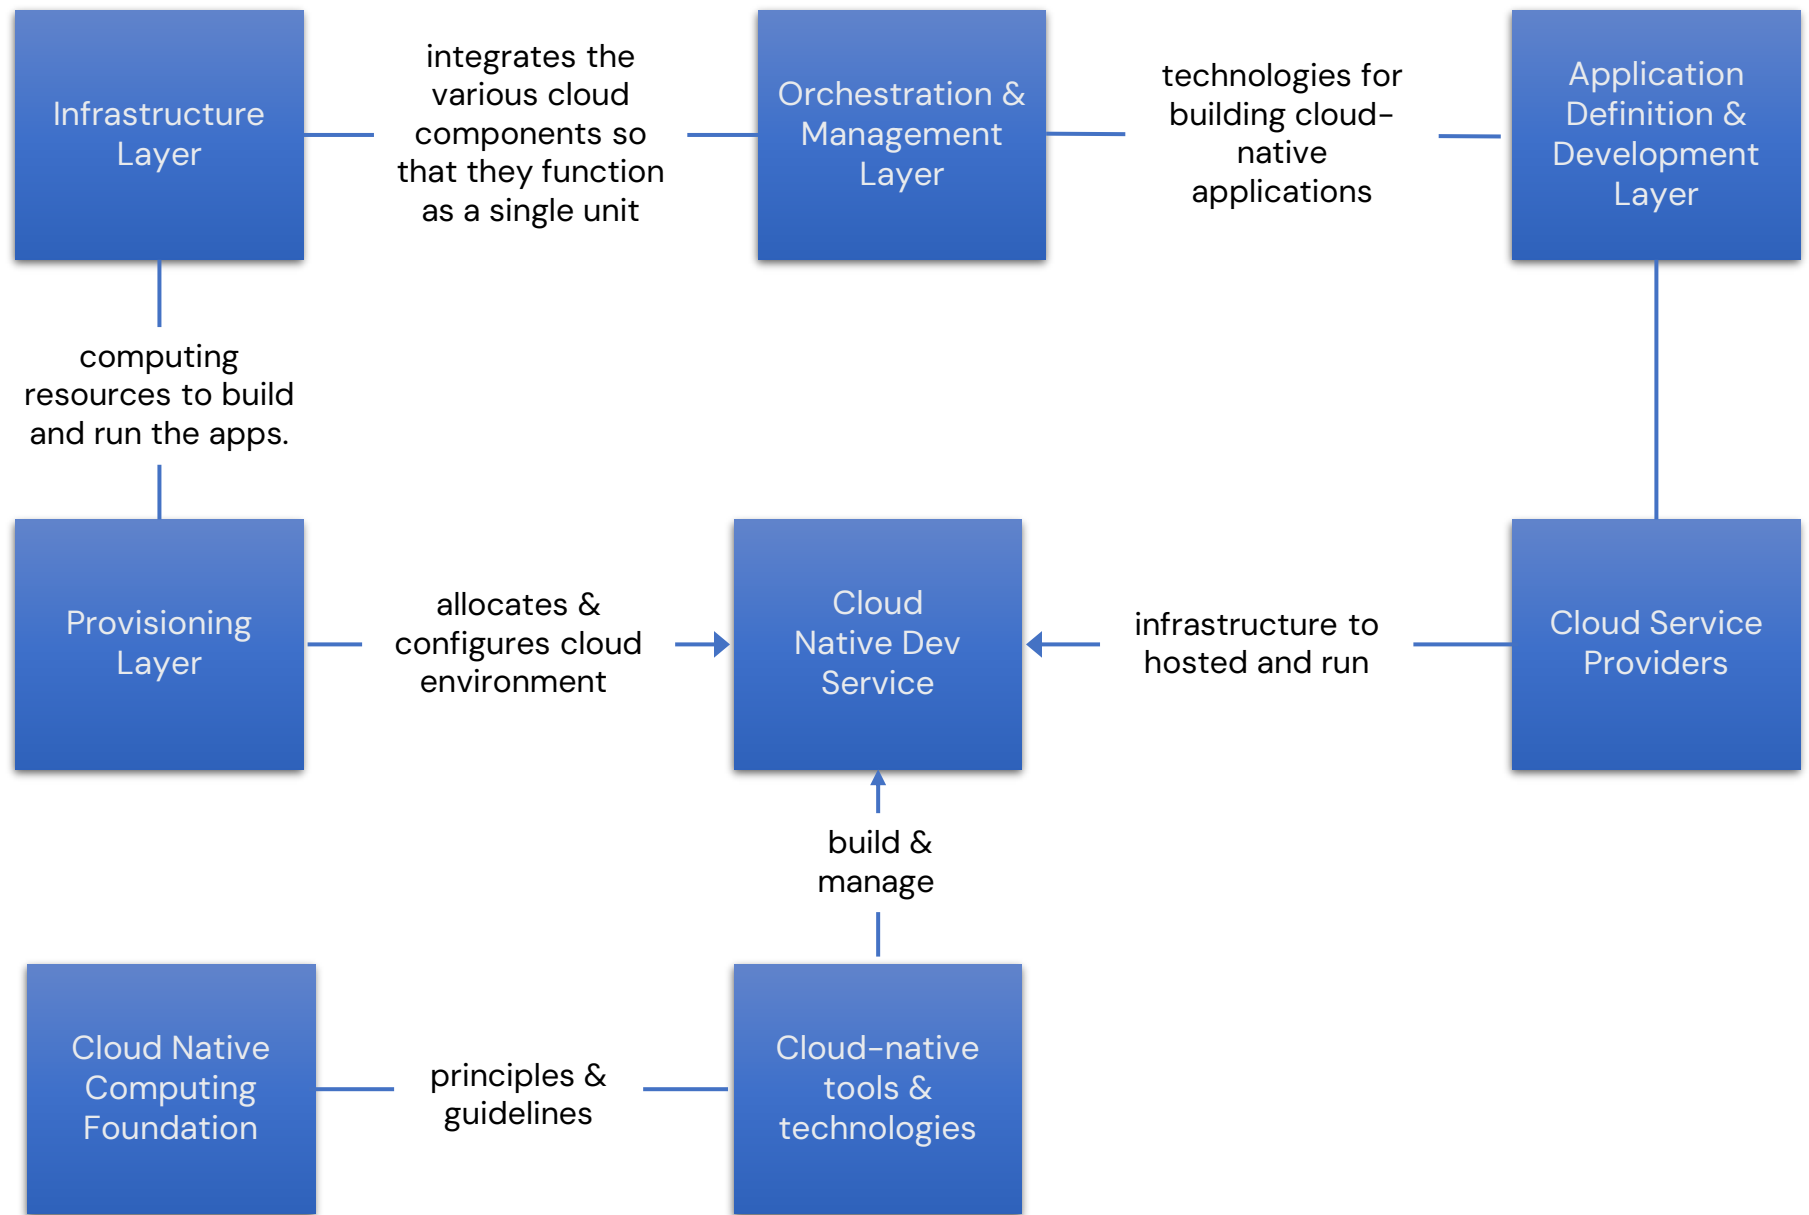 Infrastructure
Layer
integrates the
various cloud
components so
that they function
as a single unit
Orchestration &
Management
Layer
technologies for
building cloud-
native
applications
Application
Definition &
Development
Layer
computing
resources to build
and run the apps.
Provisioning
Layer
allocates &
configures cloud
environment
Cloud
Native Dev
Service
infrastructure to
hosted and run
Cloud Service
Providers
build &
manage
Cloud Native
Computing
Foundation
principles &
guidelines
Cloud-native
tools &
technologies